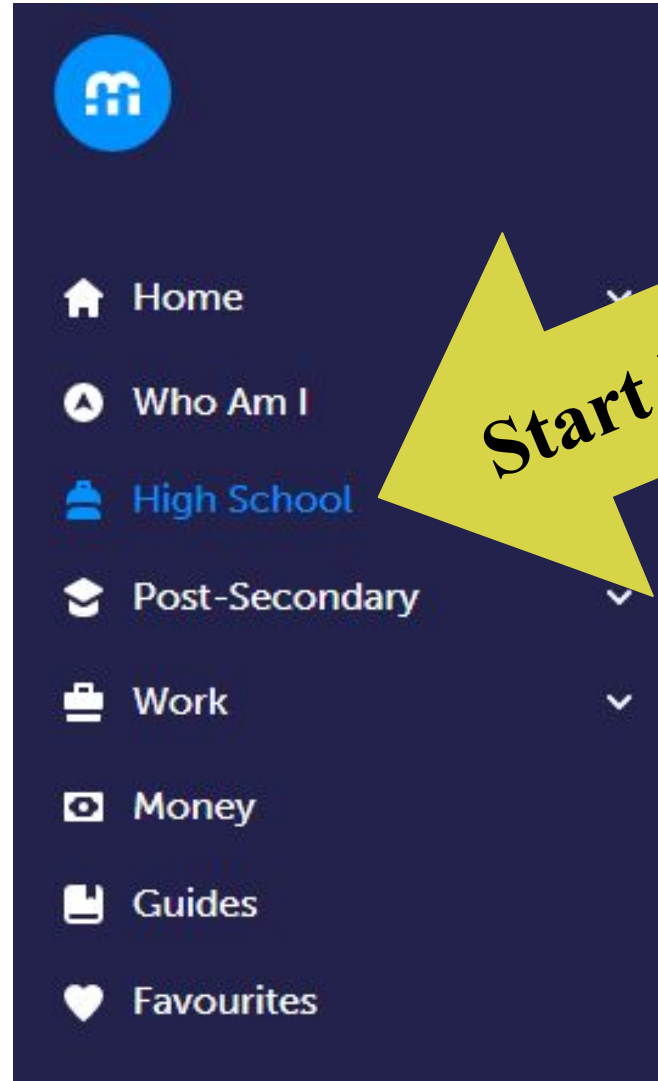 Home
Who Am I
Start
High School
Post-Secondary
Work
Money
Guides
Favourites